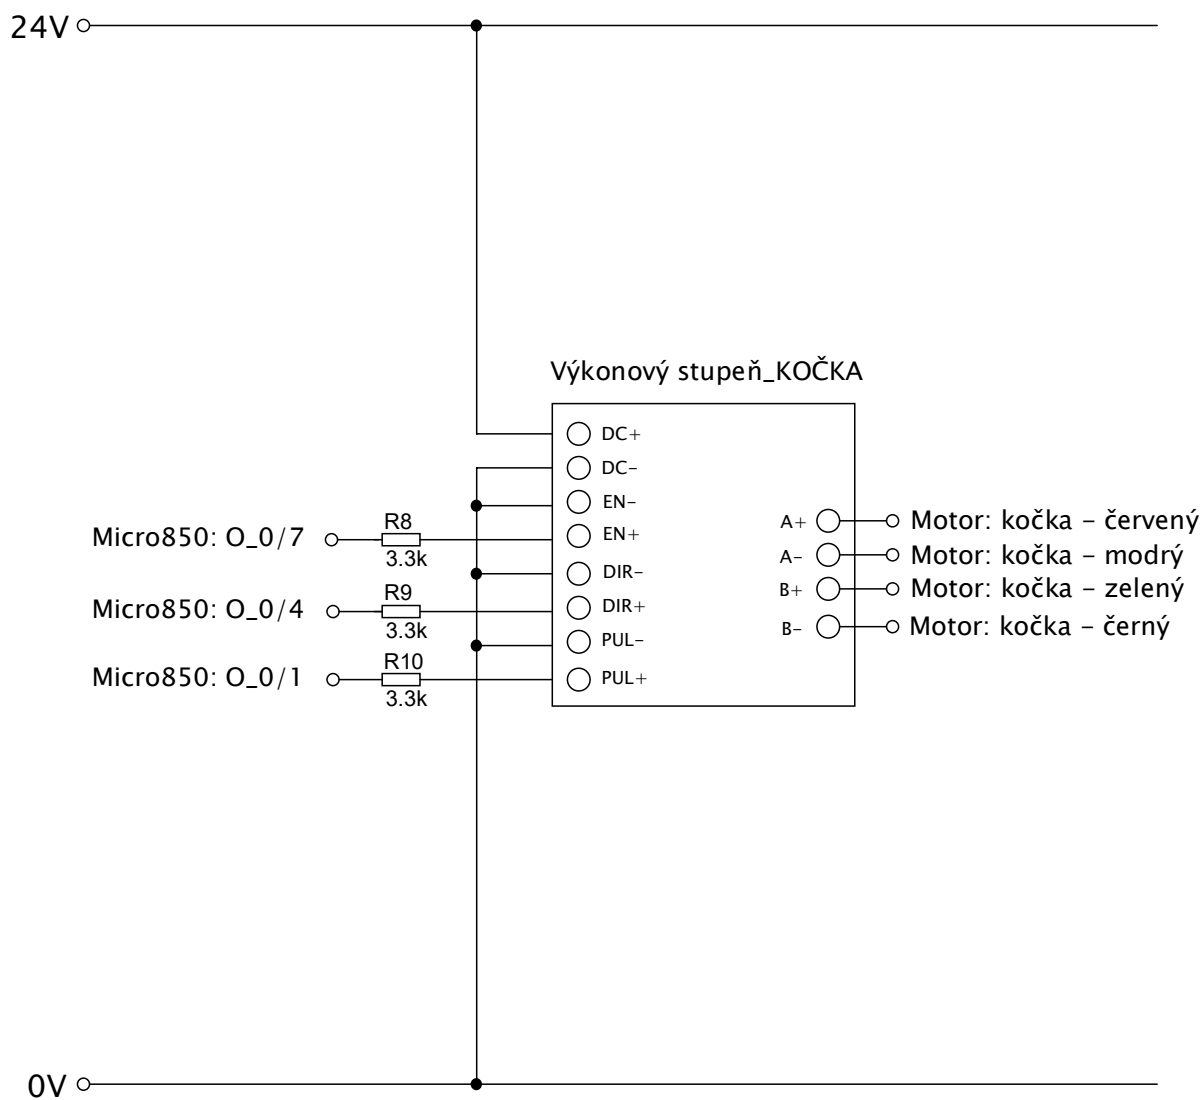 24V
Výkonový stupeň_KOČKA
DC+
DC-
EN-
EN+
DIR-
DIR+
PUL-
PUL+
A+
A-
B+
B-
Micro850: O_0/7
R8
3.3k
Micro850: O_0/4
R9
3.3k
Micro850: O_0/1
R10
3.3k
Motor: kočka – červený
Motor: kočka – modrý
Motor: kočka – zelený
Motor: kočka – černý
0V